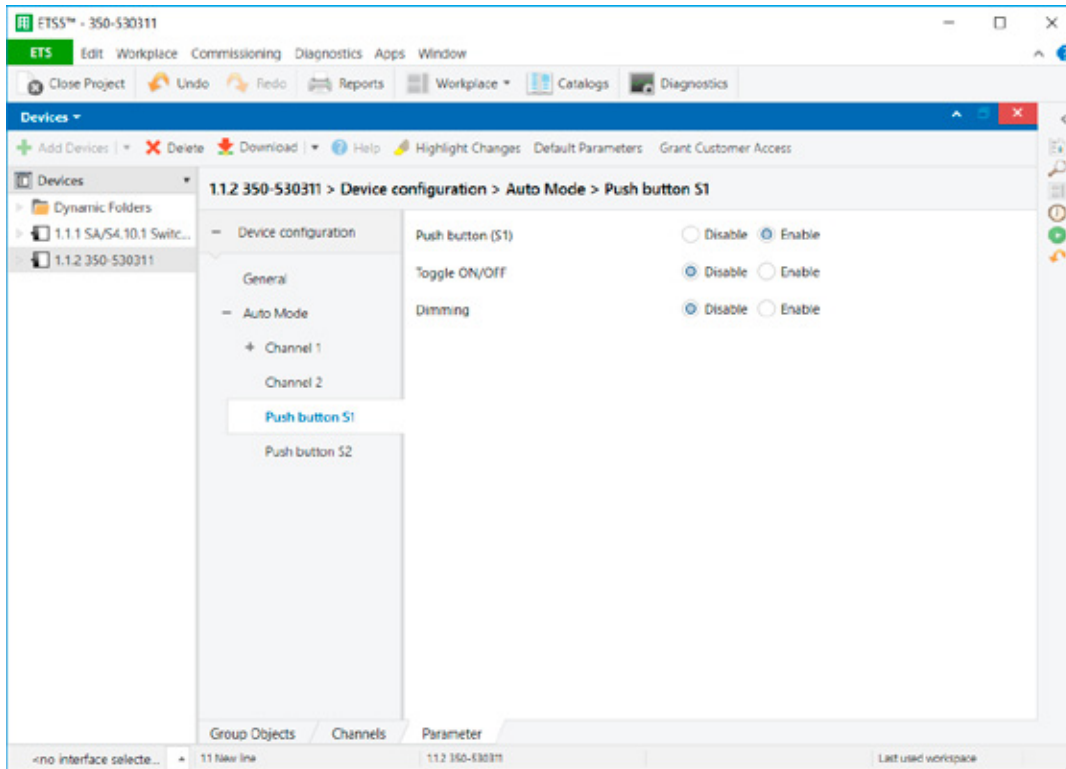 ETS5™ - 350-530311
ETS Edit Workplace Commissioning Diagnostics Apps Window
Close Project Undo Redo Reports Workplace Catalogs Diagnostics
Devices
Add Devices Delete Download Help Highlight Changes Default Parameters Grant Customer Access
Devices
Dynamic Folders
1.1.1 SA/S4.10.1 Switc...
1.1.2 350-530311
1.1.2 350-530311 > Device configuration > Auto Mode > Push button S1
Device configuration
General
Auto Mode
Channel 1
Channel 2
Push button S1
Push button S2
Push button (S1) Disable Enable
Toggle ON/OFF Disable Enable
Dimming Disable Enable
Group Objects Channels Parameter
<no interface selecte... 1.1 New line 1.1.2 350-530311 Last used workspace